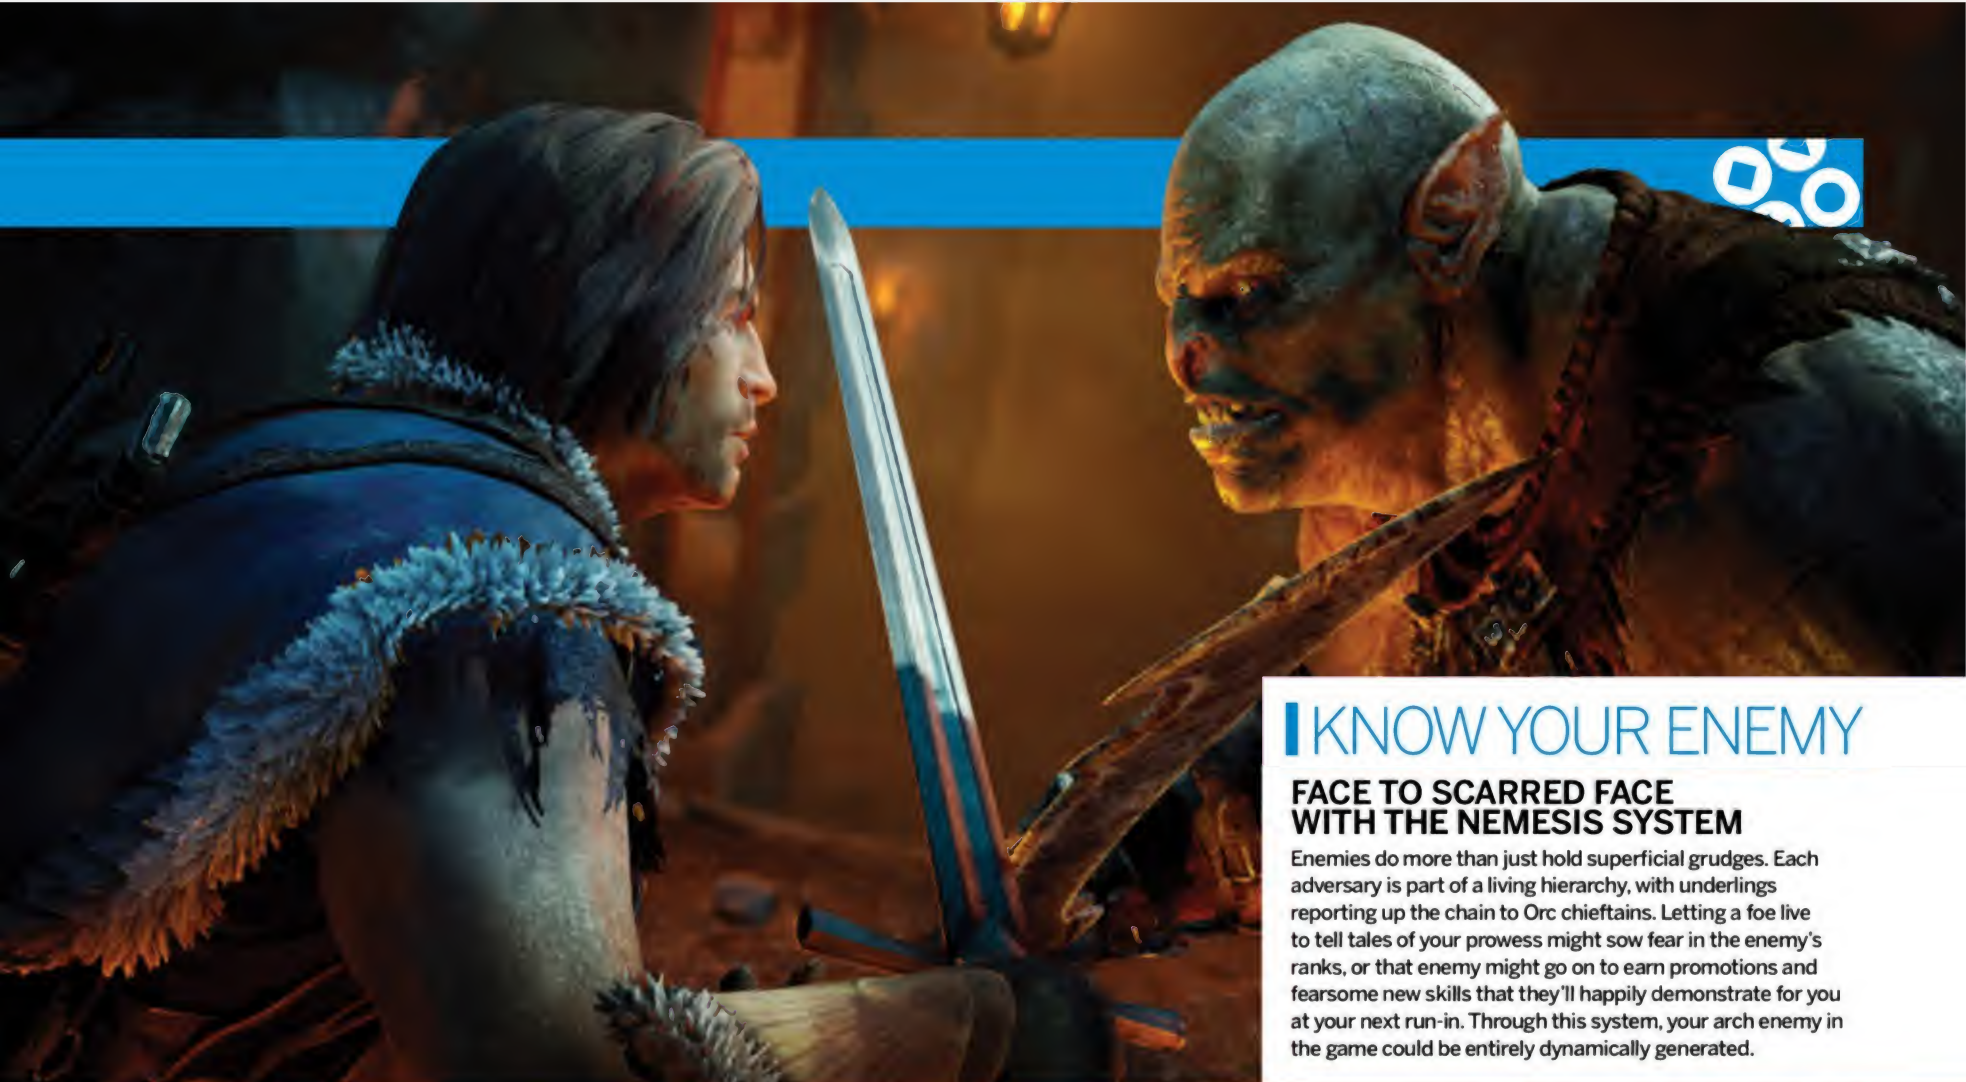 KNOW YOUR ENEMY
FACE TO SCARRED FACE
WITH THE NEMESIS SYSTEM
Enemies do more than just hold superficial grudges. Each
adversary is part of a living hierarchy, with underlings
reporting up the chain to Orc chieftains. Letting a foe live
to tell tales of your prowess might sow fear in the enemy's
ranks, or that enemy might go on to earn promotions and
fearsome new skills that they'll happily demonstrate for you
at your next run-in. Through this system, your arch enemy in
the game could be entirely dynamically generated.